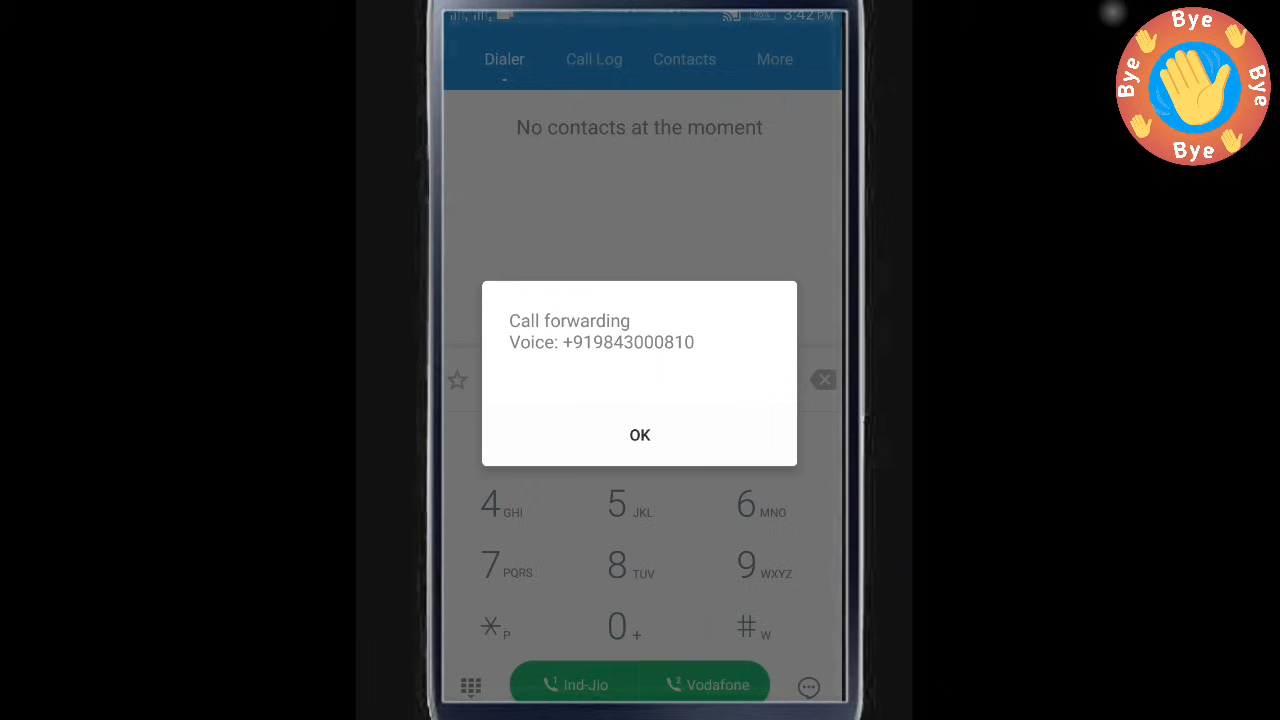 3:42 PM
Dialer
Call Log
Contacts
More
No contacts at the moment
Call forwarding
Voice: +919843000810
OK
4 GHI
5 JKL
6 MNO
7 PQRS
8 TUV
9 WXYZ
* P
0 +
# W
1 Ind-Jio
2 Vodafone
Bye
Bye
Bye
Bye